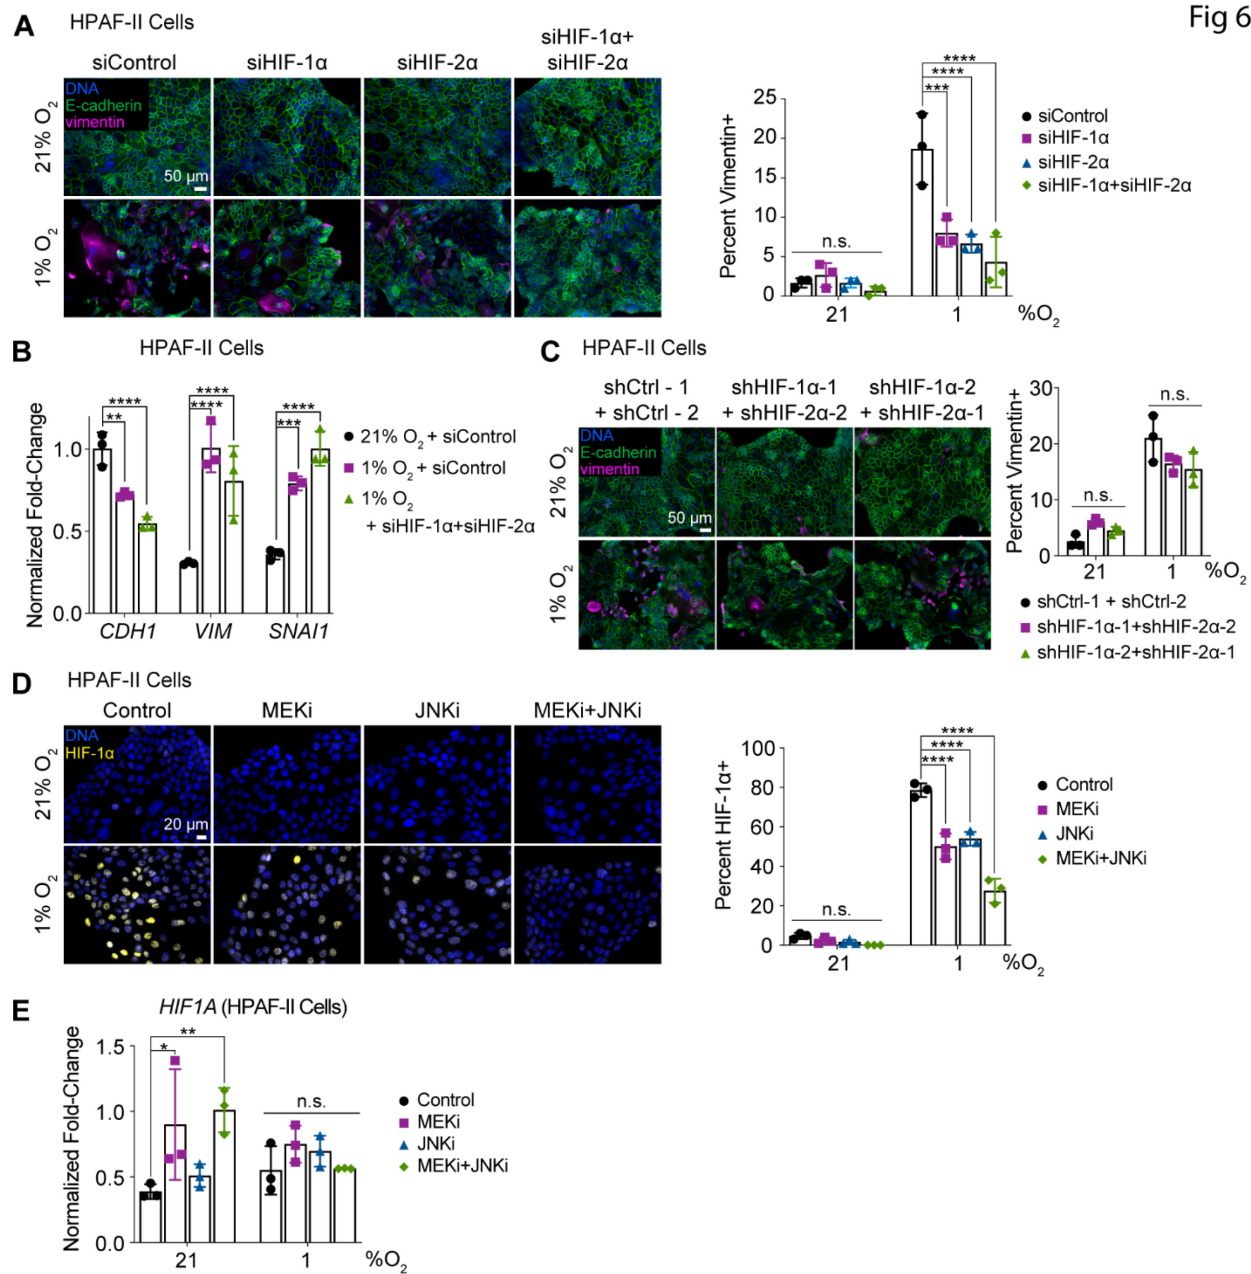 Fig 6
A HPAF-II Cells
siControl siHIF-1α siHIF-2α siHIF-1α+
siHIF-2α
DNA
E-cadherin
vimentin
50 µm
21% O2
1% O2
Percent Vimentin+
25
20
15
10
5
0
n.s.
*** **** ****
21 1 %O2
siControl
siHIF-1α
siHIF-2α
siHIF-1α+siHIF-2α
B HPAF-II Cells
Normalized Fold-Change
1.0
0.5
0.0
** **** **** **** *** ****
CDH1 VIM SNAI1
21% O2 + siControl
1% O2 + siControl
1% O2
+ siHIF-1α+siHIF-2α
C HPAF-II Cells
shCtrl - 1 shHIF-1α-1 shHIF-1α-2
+ shCtrl - 2 + shHIF-2α-2 + shHIF-2α-1
DNA
E-cadherin
vimentin
50 µm
21% O2
1% O2
Percent Vimentin+
30
20
10
0
n.s. n.s.
21 1 %O2
shCtrl-1 + shCtrl-2
shHIF-1α-1+shHIF-2α-2
shHIF-1α-2+shHIF-2α-1
D HPAF-II Cells
Control MEKi JNKi MEKi+JNKi
DNA
HIF-1α
20 µm
21% O2
1% O2
Percent HIF-1α+
100
80
60
40
20
0
n.s.
**** **** ****
21 1 %O2
Control
MEKi
JNKi
MEKi+JNKi
E HIF1A (HPAF-II Cells)
Normalized Fold-Change
1.5
1.0
0.5
0.0
* **
n.s.
21 1 %O2
Control
MEKi
JNKi
MEKi+JNKi